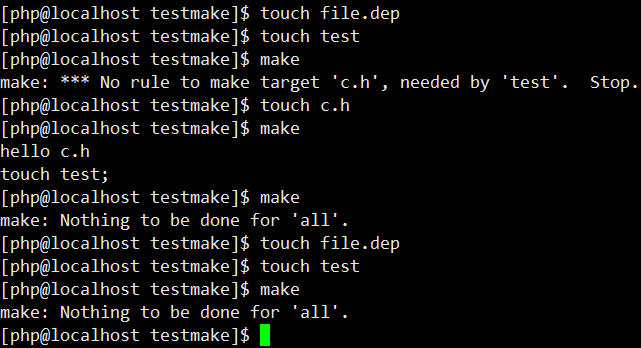 [php@localhost testmake]$ touch file.dep
[php@localhost testmake]$ touch test
[php@localhost testmake]$ make
make: *** No rule to make target 'c.h', needed by 'test'.  Stop.
[php@localhost testmake]$ touch c.h
[php@localhost testmake]$ make
hello c.h
touch test;
[php@localhost testmake]$ make
make: Nothing to be done for 'all'.
[php@localhost testmake]$ touch file.dep
[php@localhost testmake]$ touch test
[php@localhost testmake]$ make
make: Nothing to be done for 'all'.
[php@localhost testmake]$